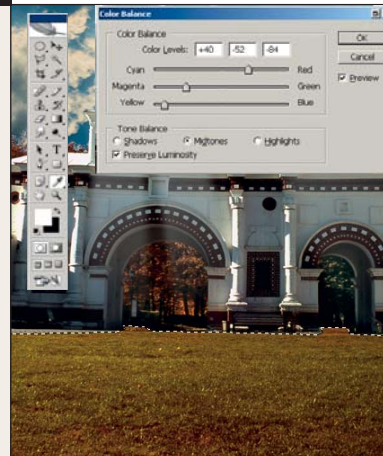 Color Balance
Color Balance
Color Levels: +40 -52 -84
Cyan Red
Magenta Green
Yellow Blue
Tone Balance
Shadows Midtones Highlights
Preserve Luminosity
OK
Cancel
Preview
T